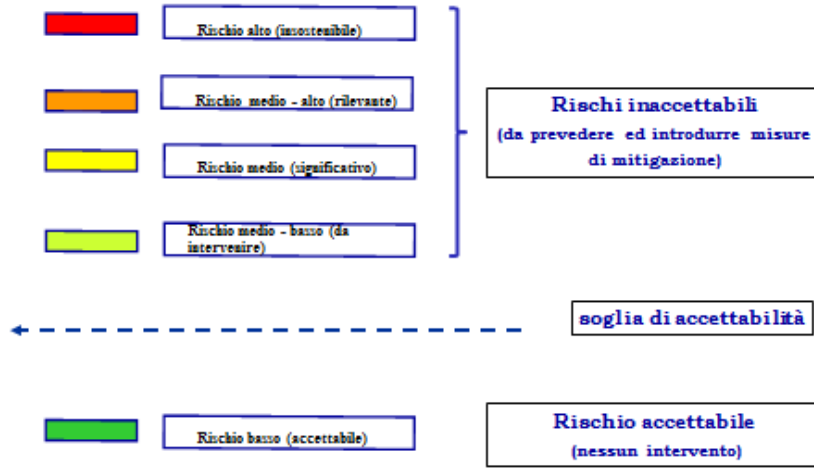 Rischio alto (insostenibile)
Rischio medio - alto (rilevante)
Rischio medio (significativo)
Rischio medio - basso (da
intervenire)
Rischi inaccettabili
(da prevedere ed introdurre misure
di mitigazione)
soglia di accettabilità
Rischio basso (accettabile)
Rischio accettabile
(nessun intervento)